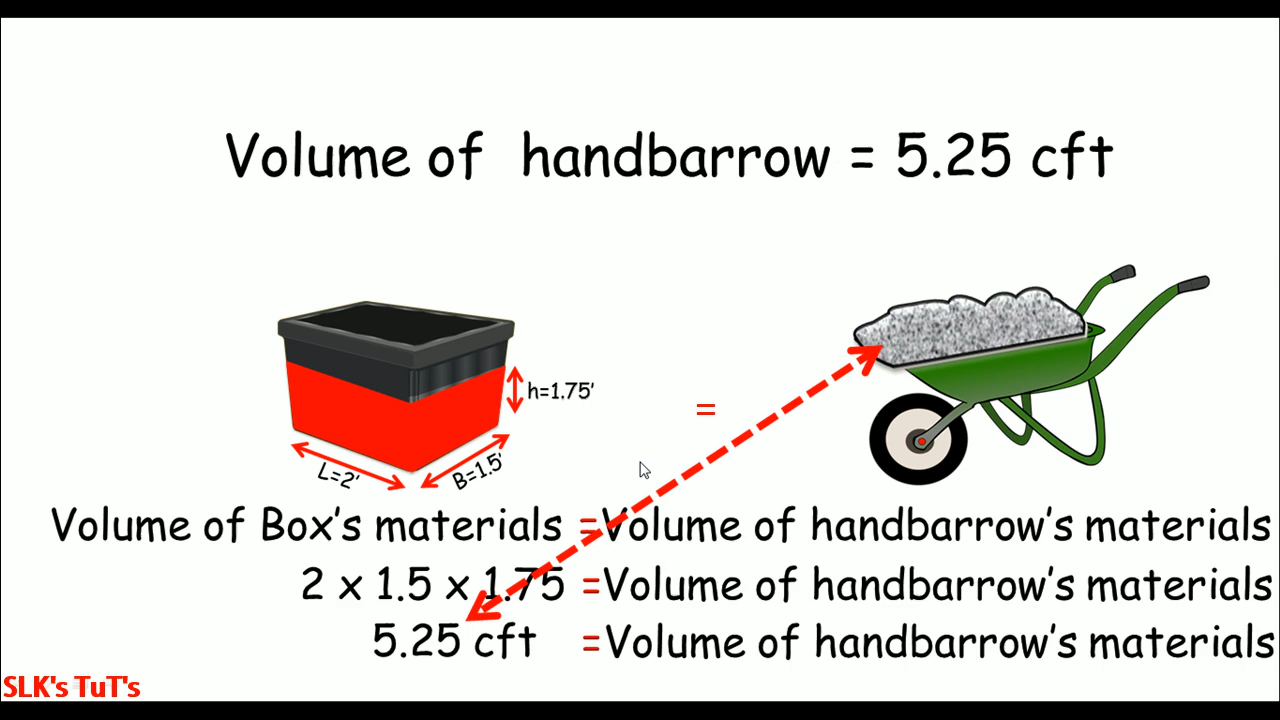 Volume of handbarrow = 5.25 cft
h=1.75'
L=2'
B=1.5'
=
Volume of Box's materials = Volume of handbarrow's materials
2 x 1.5 x 1.75 = Volume of handbarrow's materials
5.25 cft = Volume of handbarrow's materials
SLK's TuT's